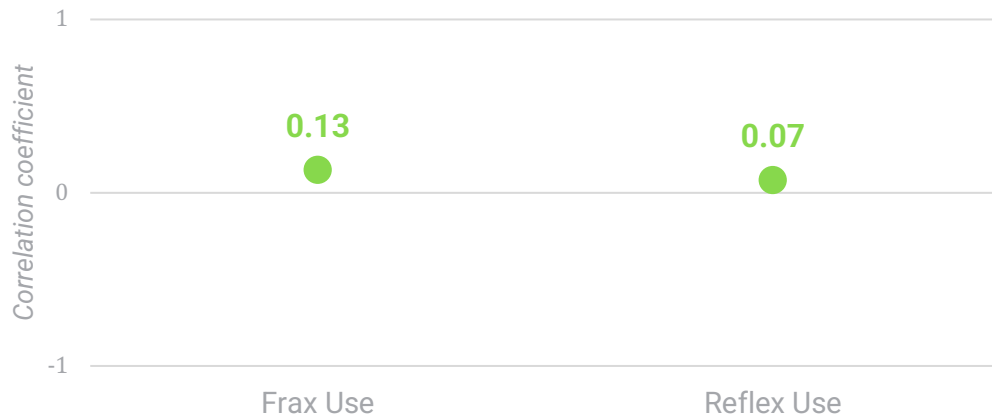 1
Correlation coefficient
0.13
0.07
0
-1
Frax Use
Reflex Use